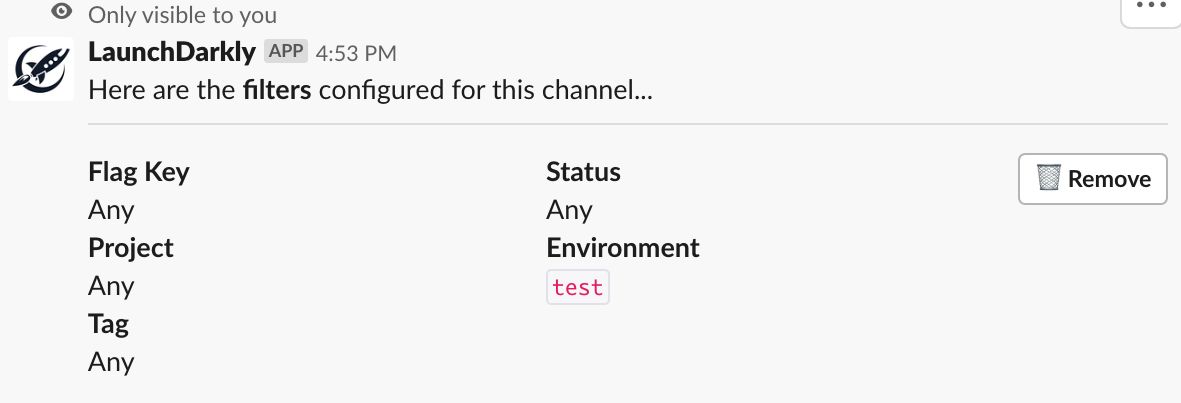 Only visible to you
LaunchDarkly APP 4:53 PM
Here are the filters configured for this channel...
Flag Key
Any
Project
Any
Tag
Any
Status
Any
Environment
test
Remove